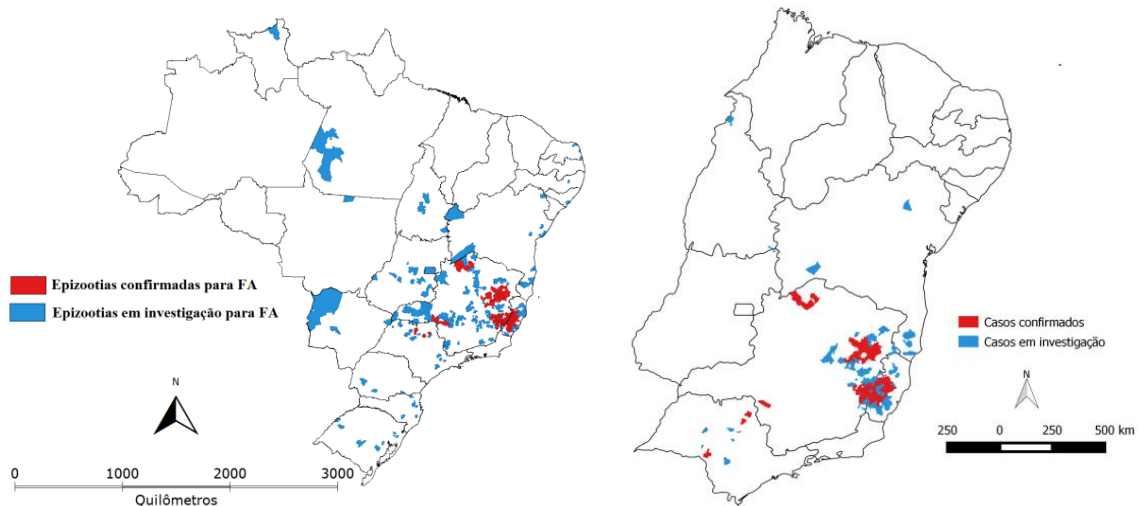 Epizootias confirmadas para FA
Epizootias em investigação para FA
N
0 1000 2000 3000
Quilômetros
Casos confirmados
Casos em investigação
N
250 0 250 500 km